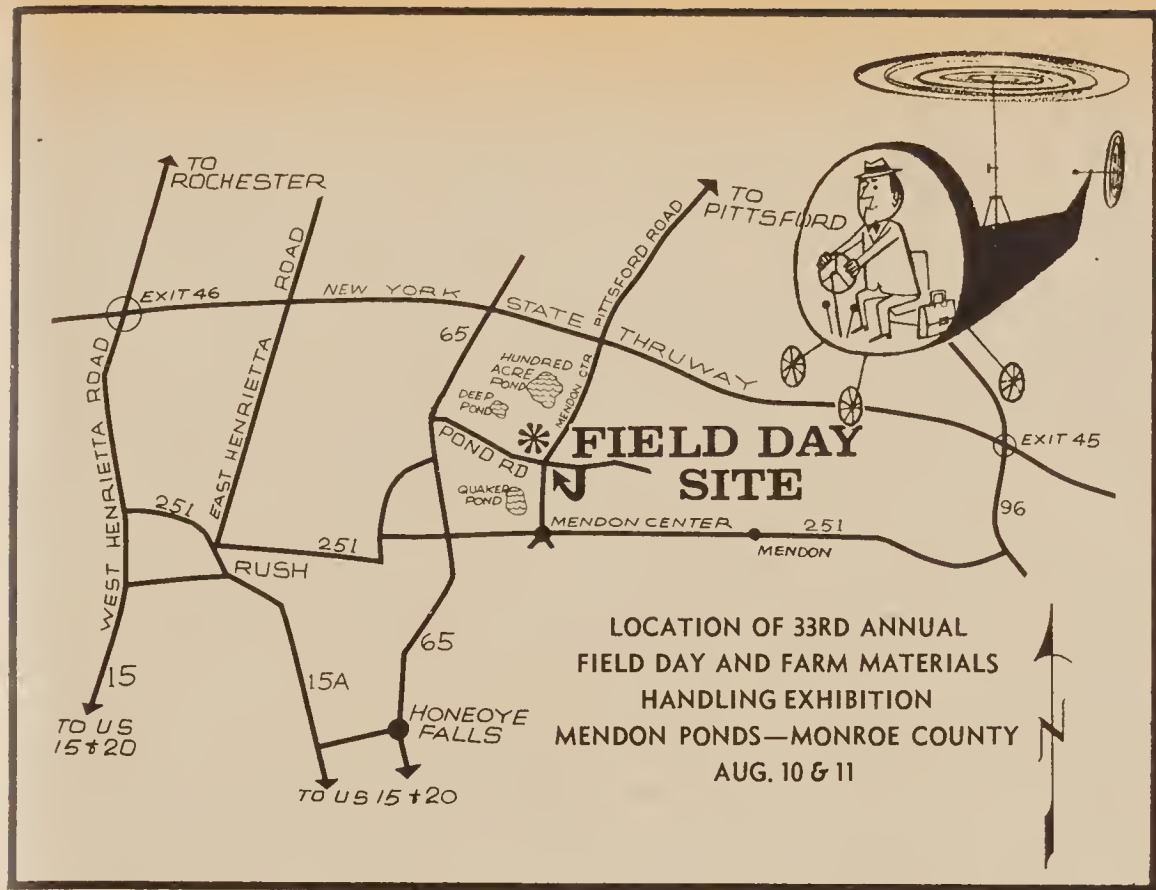 TO
ROCHESTER
TO
PITTSFORD
EXIT 46
NEW YORK
STATE
THRUWAY
ROAD
EAST HENRIETTA
WEST HENRIETTA ROAD
65
HUNDRED
ACRE
POND
DEEP
POND
MENDON CTR
PITTSFORD ROAD
POND RD
FIELD DAY
SITE
EXIT 45
QUAKER
POND
251
251
RUSH
MENDON CENTER
251
MENDON
96
15
TO US
15 + 20
15A
65
HONEOYE
FALLS
TO US 15 + 20
LOCATION OF 33RD ANNUAL
FIELD DAY AND FARM MATERIALS
HANDLING EXHIBITION
MENDON PONDS—MONROE COUNTY
AUG. 10 & 11
N